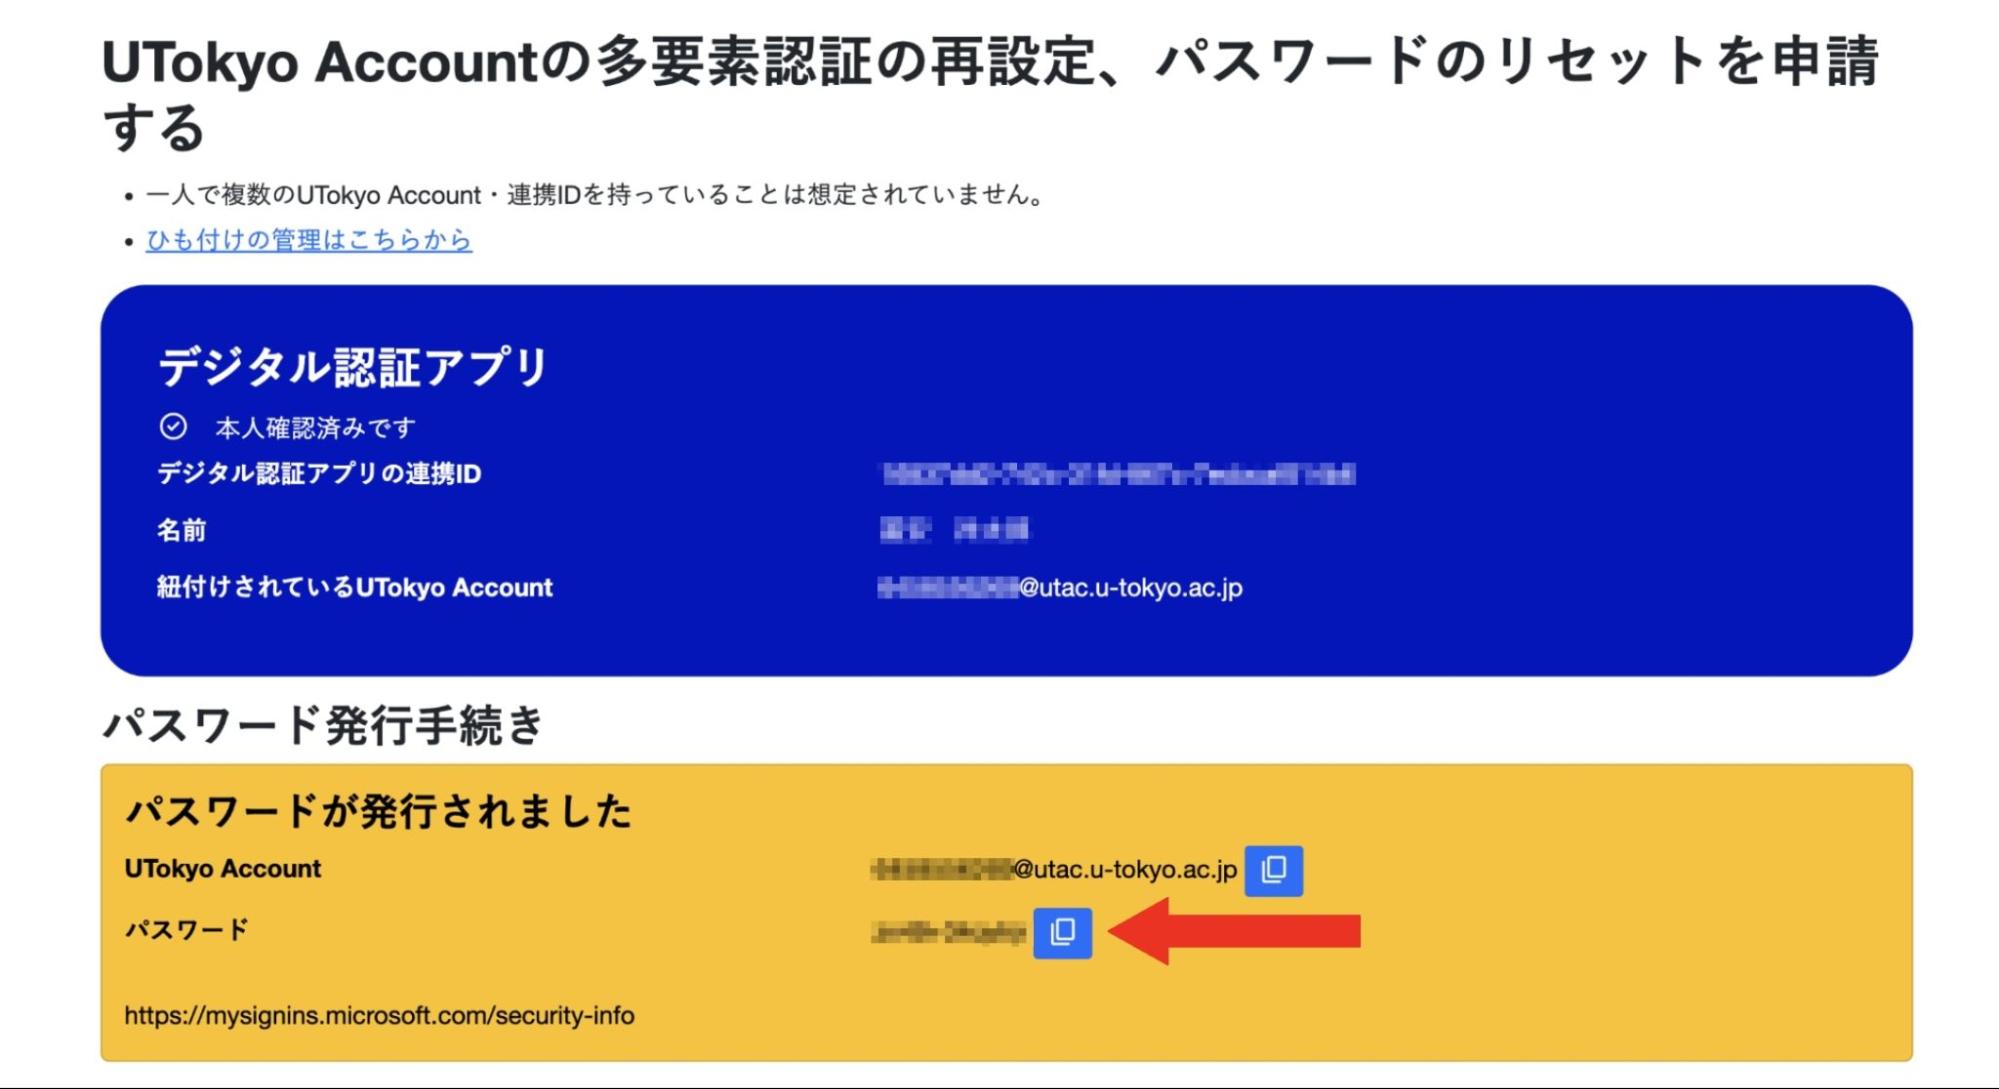 UTokyo Accountの多要素認証の再設定、パスワードのリセットを申請
する
• 一人で複数のUTokyo Account・連携IDを持っていることは想定されていません。
• ひも付けの管理はこちらから
デジタル認証アプリ
本人確認済みです
デジタル認証アプリの連携ID
名前
紐付けされているUTokyo Account @utac.u-tokyo.ac.jp
パスワード発行手続き
パスワードが発行されました
UTokyo Account @utac.u-tokyo.ac.jp
パスワード
https://mysignins.microsoft.com/security-info